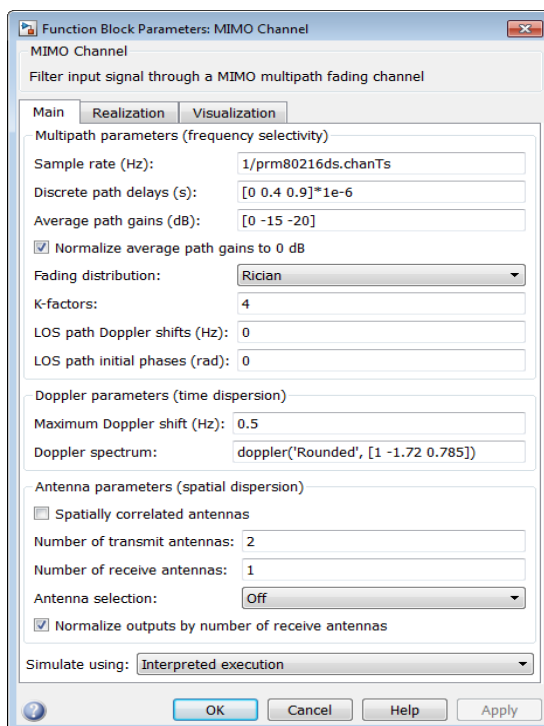 Function Block Parameters: MIMO Channel
MIMO Channel
Filter input signal through a MIMO multipath fading channel
Main Realization Visualization
Multipath parameters (frequency selectivity)
Sample rate (Hz): 1/prm80216ds.chanTs
Discrete path delays (s): [0 0.4 0.9]*1e-6
Average path gains (dB): [0 -15 -20]
Normalize average path gains to 0 dB
Fading distribution: Rician
K-factors: 4
LOS path Doppler shifts (Hz): 0
LOS path initial phases (rad): 0
Doppler parameters (time dispersion)
Maximum Doppler shift (Hz): 0.5
Doppler spectrum: doppler('Rounded', [1 -1.72 0.785])
Antenna parameters (spatial dispersion)
Spatially correlated antennas
Number of transmit antennas: 2
Number of receive antennas: 1
Antenna selection: Off
Normalize outputs by number of receive antennas
Simulate using: Interpreted execution
? OK Cancel Help Apply